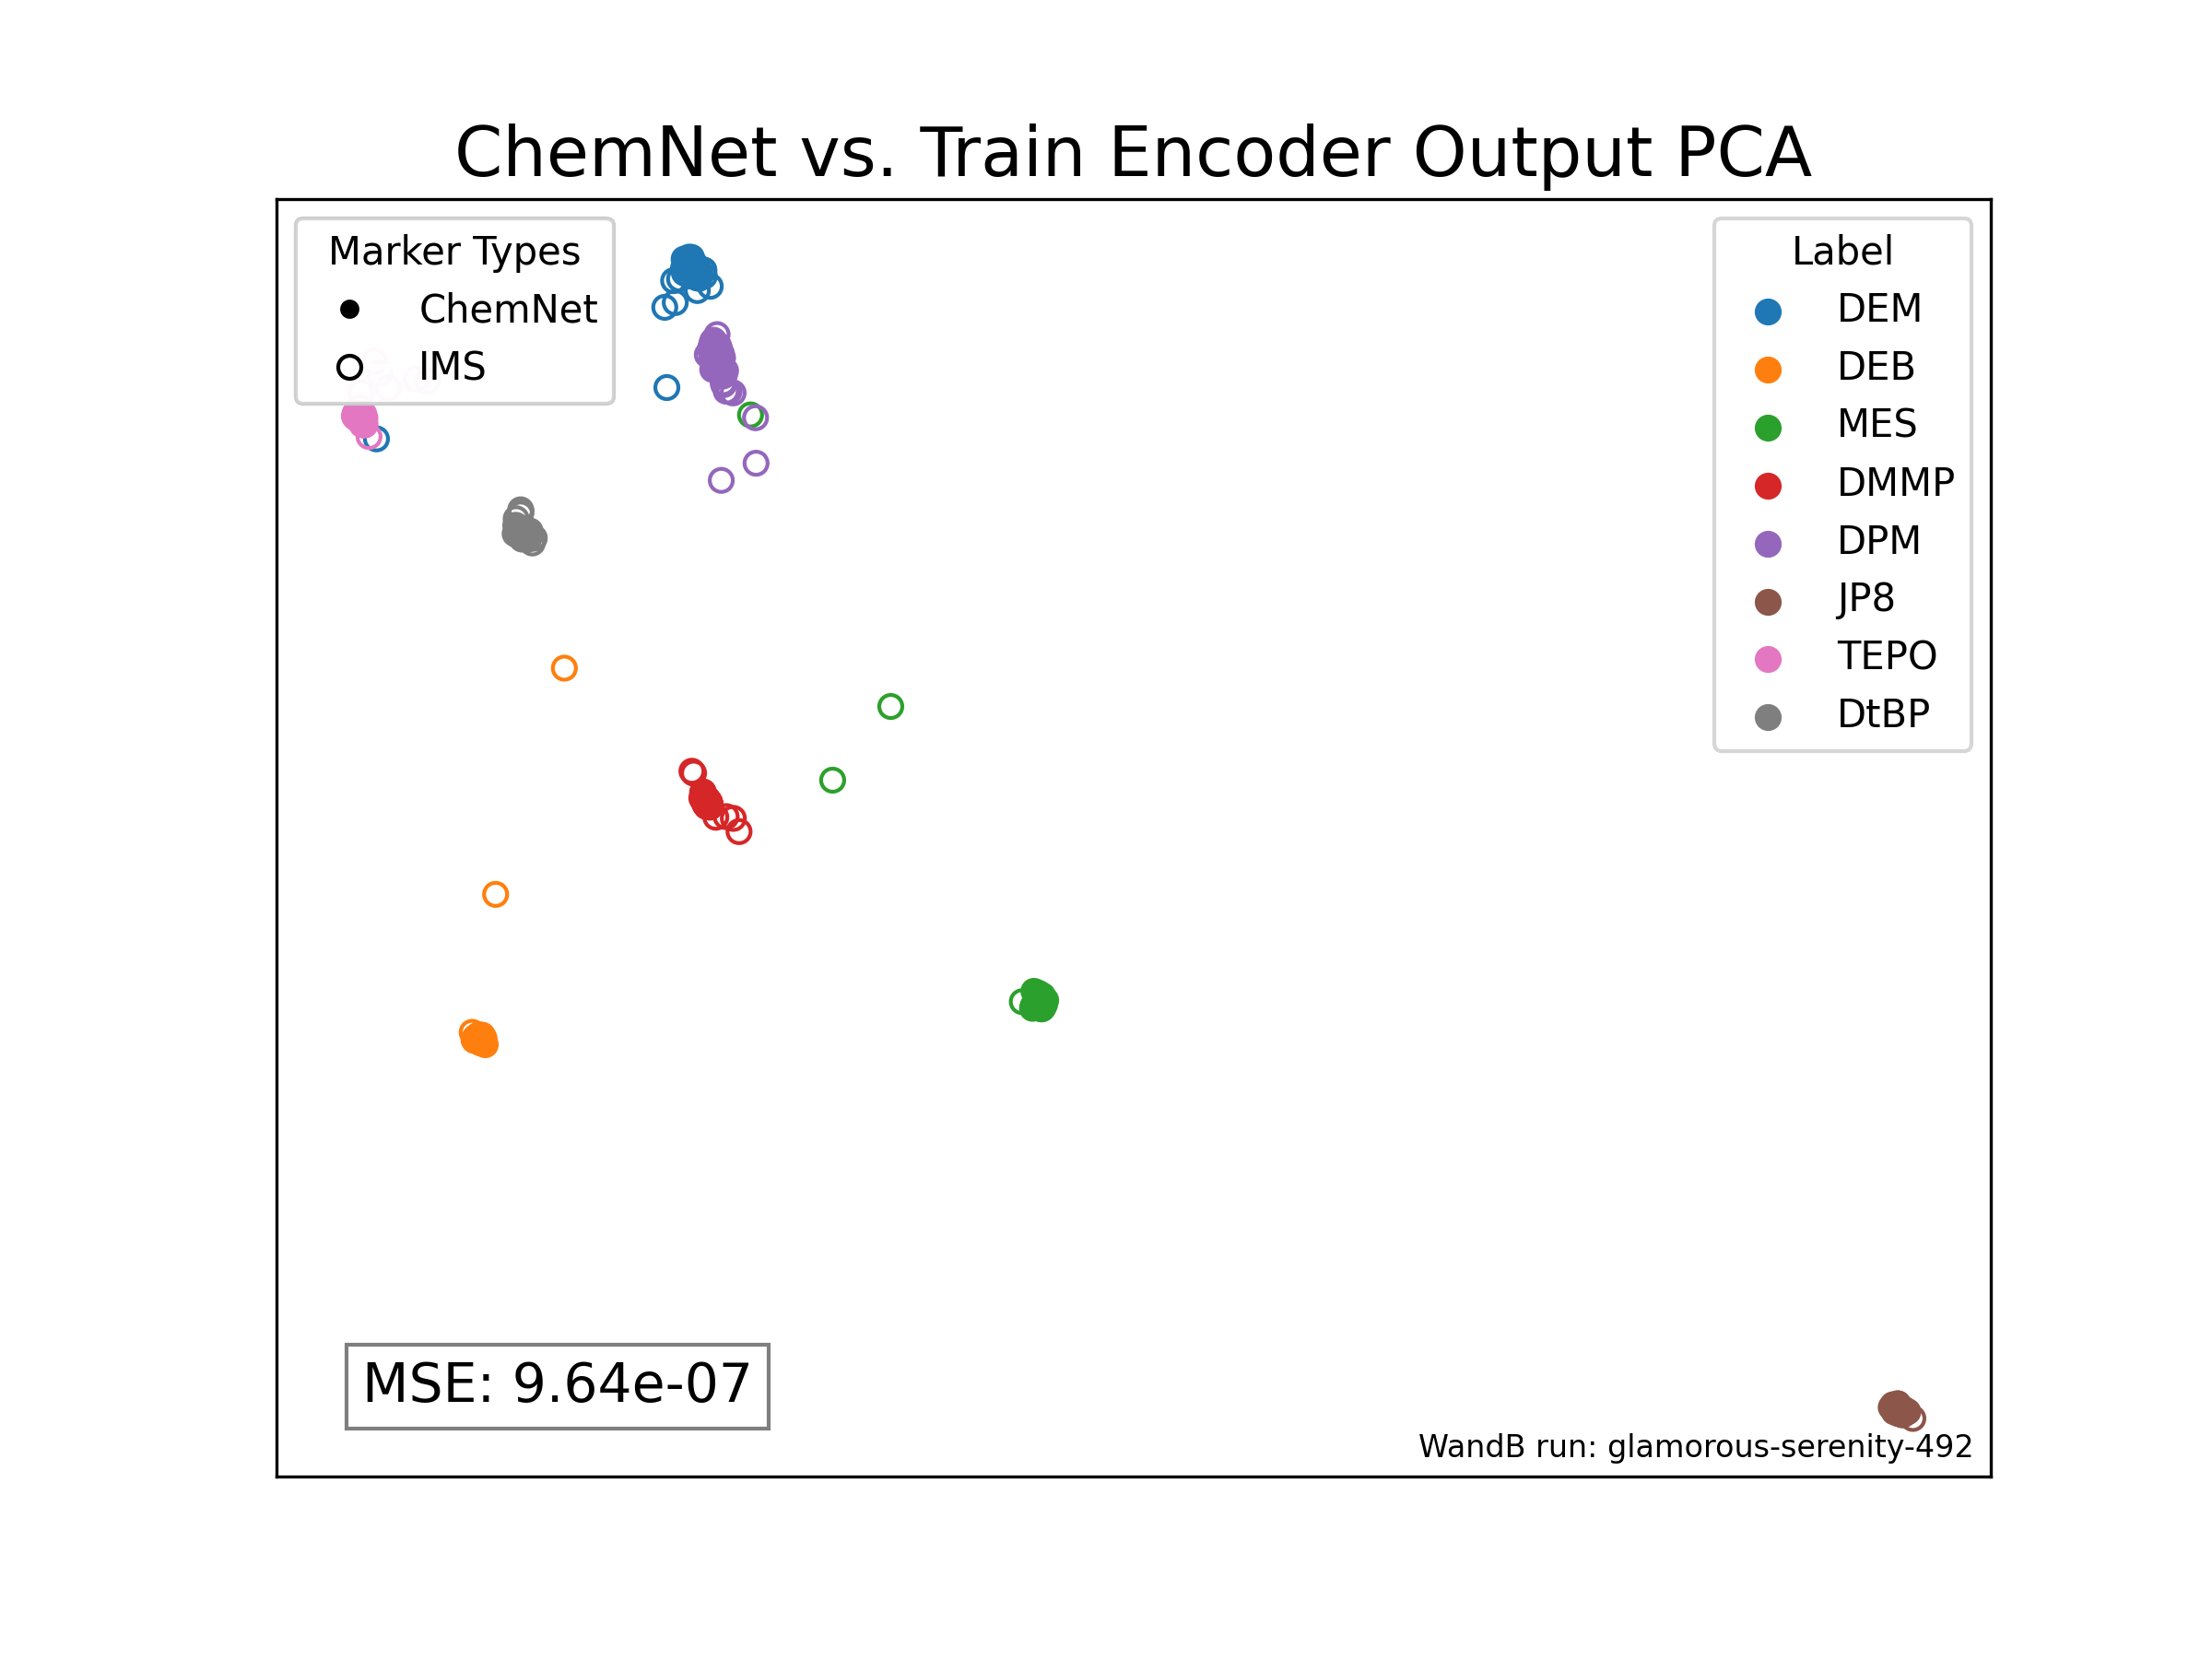 ChemNet vs. Train Encoder Output PCA
Marker Types
ChemNet
IMS
Label
DEM
DEB
MES
DMMP
DPM
JP8
TEPO
DtBP
MSE: 9.64e-07
WandB run: glamorous-serenity-492